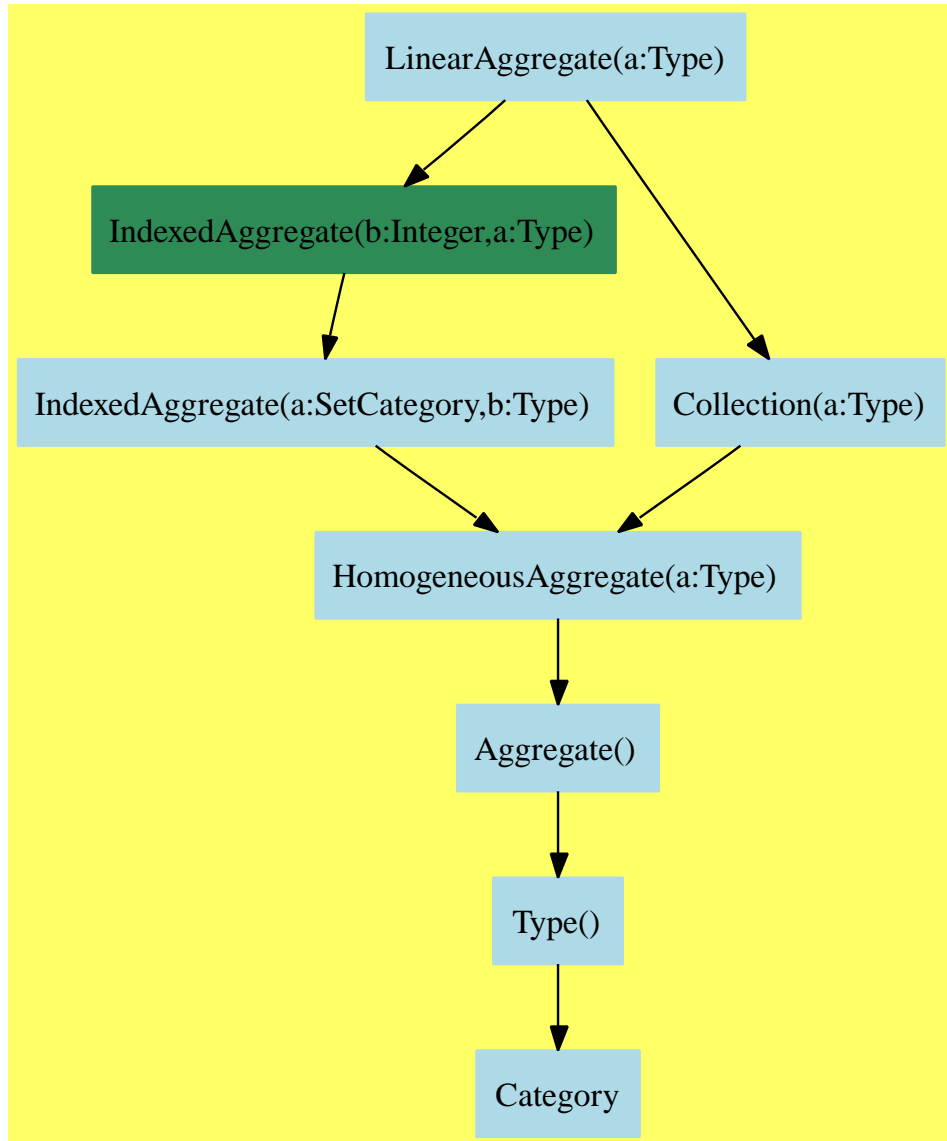 LinearAggregate(a:Type)
IndexedAggregate(b:Integer,a:Type)
IndexedAggregate(a:SetCategory,b:Type)
Collection(a:Type)
HomogeneousAggregate(a:Type)
Aggregate()
Type()
Category